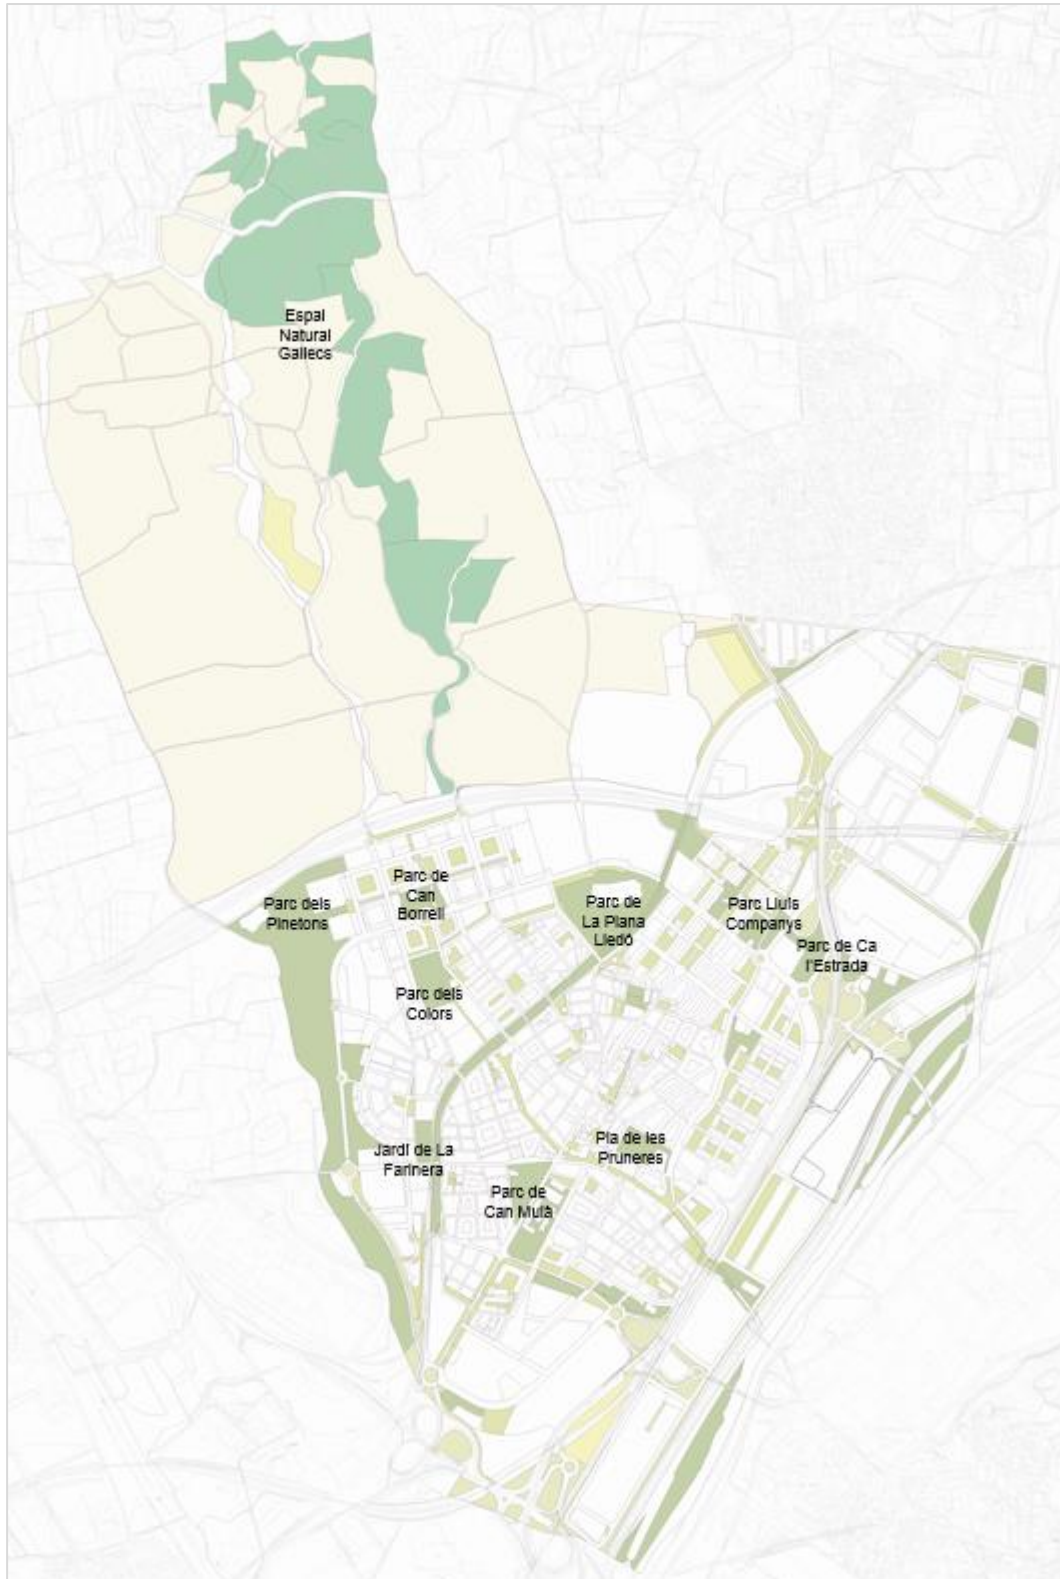 Espai
Natural
Gallecs
Parc de
Can
Borrell
Parc dels
Pinetons
Parc de
La Plana
Lledó
Parc Lluís
Companys
Parc de Ca
l'Estrada
Parc dels
Colors
Jardí de La
Farinera
Pla de les
Pruneres
Parc de
Can Mulà